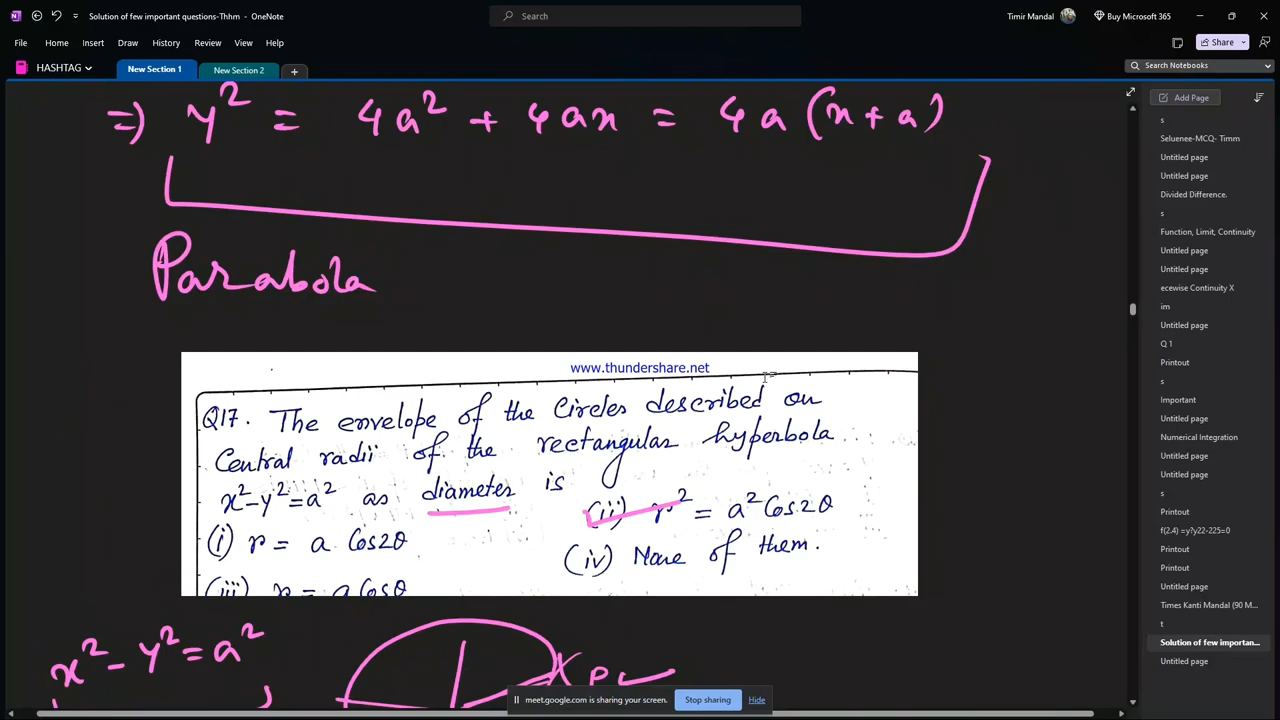 Solution of few important questions-Thhm - OneNote
Search
Timir Mandal
Buy Microsoft 365
File Home Insert Draw History Review View Help
Share
HASHTAG
New Section 1
New Section 2
Search Notebooks
Add Page
⇒) y² = 4a² + 4ax = 4a (x+a)
Parabola
www.thundershare.net
Q17. The envelope of the Circles described on
Central radii of the rectangular hyperbola
x²-y²=a² as diameter is
(i) r = a Cos2θ
(ii) r² = a² Cos2θ
(iii) r = a Cosθ
(iv) None of them.
x² - y² = a²
P
meet.google.com is sharing your screen.
Stop sharing
Hide
s
Seluenee-MCQ- Timm
Untitled page
Untitled page
Divided Difference.
s
Function, Limit, Continuity
Untitled page
Untitled page
ecewise Continuity X
im
Untitled page
Q 1
Printout
s
Important
Untitled page
Numerical Integration
Untitled page
Untitled page
s
Printout
f(2.4) =y?y22-225=0
Printout
Printout
Untitled page
Times Kanti Mandal (90 M...
t
Solution of few importan...
Untitled page